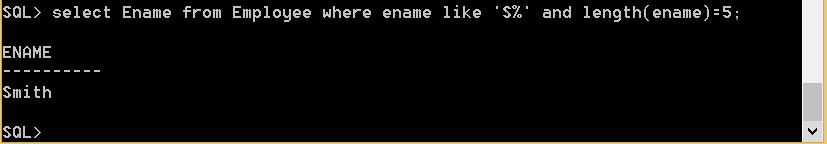 SQL> select Ename from Employee where ename like 'S%' and length(ename)=5;
ENAME
----------
Smith
SQL>